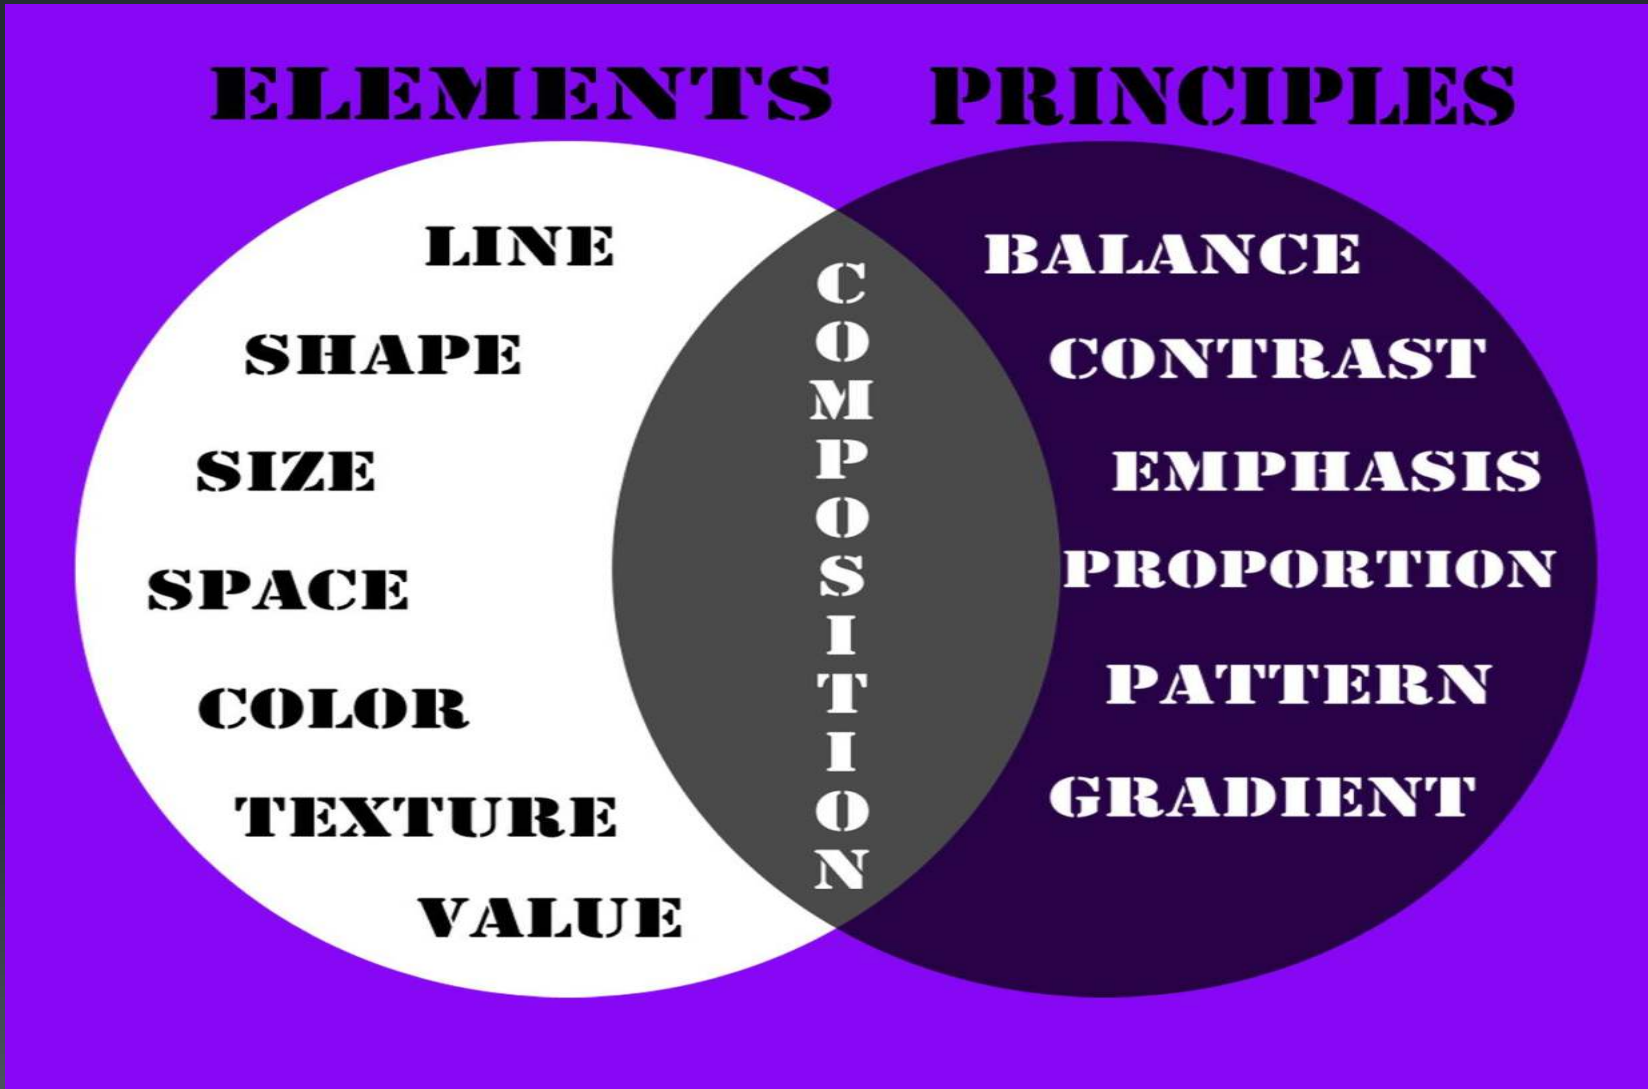 ELEMENTS
PRINCIPLES
LINE
SHAPE
SIZE
SPACE
COLOR
TEXTURE
VALUE
COMPOSITION
BALANCE
CONTRAST
EMPHASIS
PROPORTION
PATTERN
GRADIENT